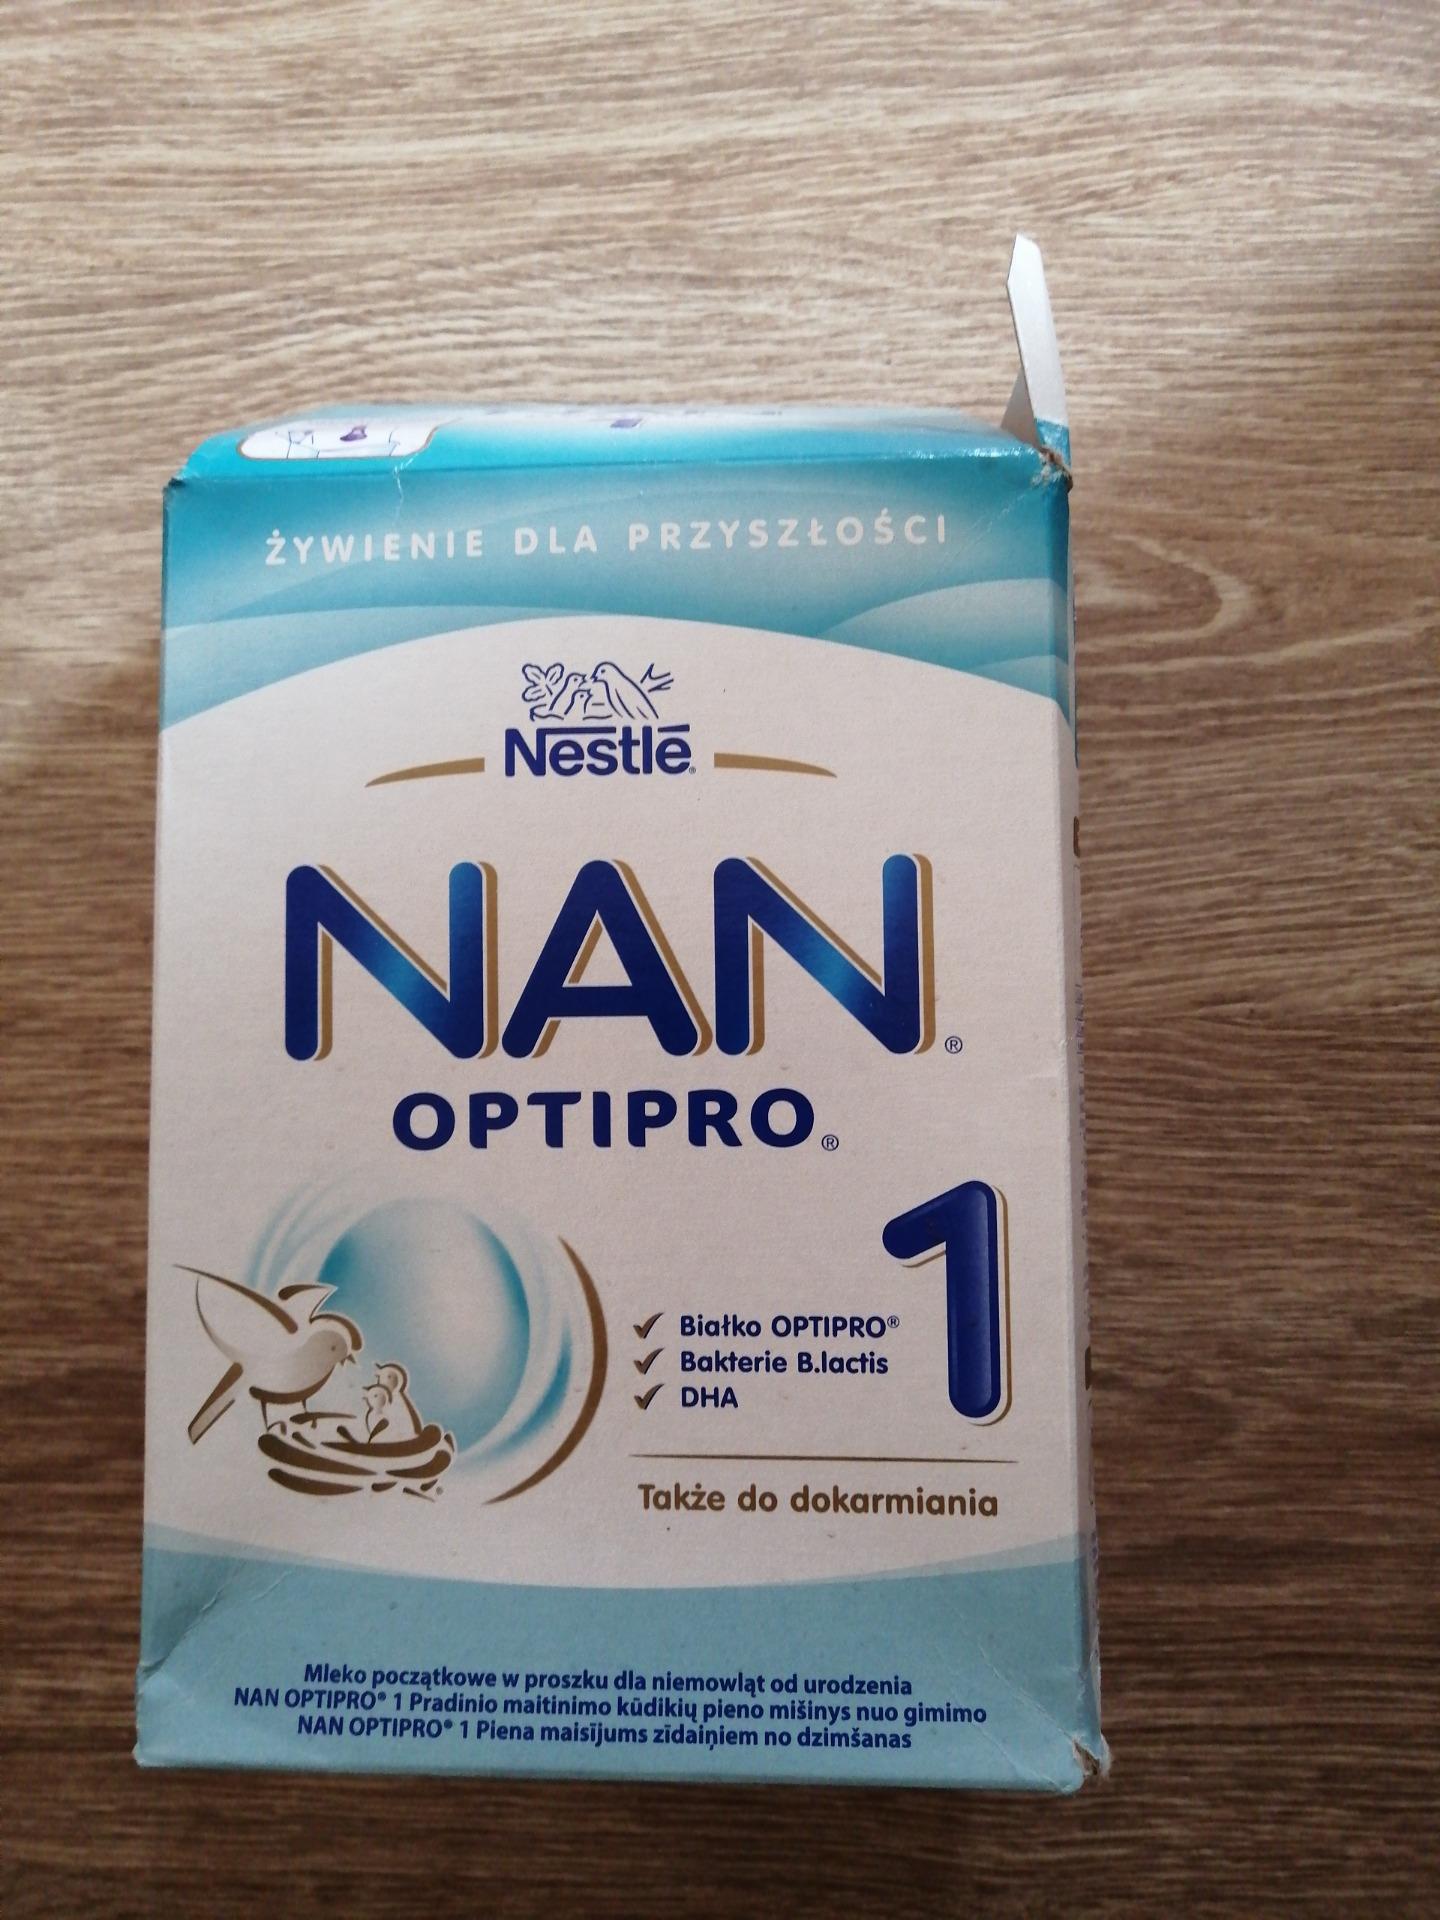 ŻYWIENIE DLA PRZYSZŁOŚCI
Nestlé®
NAN®
OPTIPRO®
1
Białko OPTIPRO®
Bakterie B.lactis
DHA
Także do dokarmiania
Mleko początkowe w proszku dla niemowląt od urodzenia
NAN OPTIPRO® 1 Pradinio maitinimo kūdikių pieno mišinys nuo gimimo
NAN OPTIPRO® 1 Piena maisījums zīdaiņiem no dzimšanas